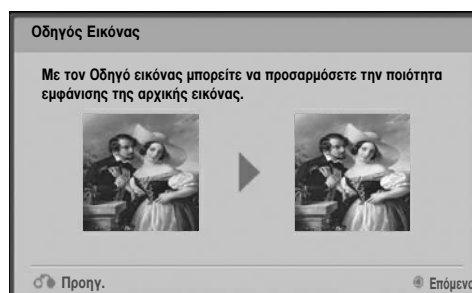 Οδηγός Εικόνας
Με τον Οδηγό εικόνας μπορείτε να προσαρμόσετε την ποιότητα
εμφάνισης της αρχικής εικόνας.
Προηγ.
Επόμενο